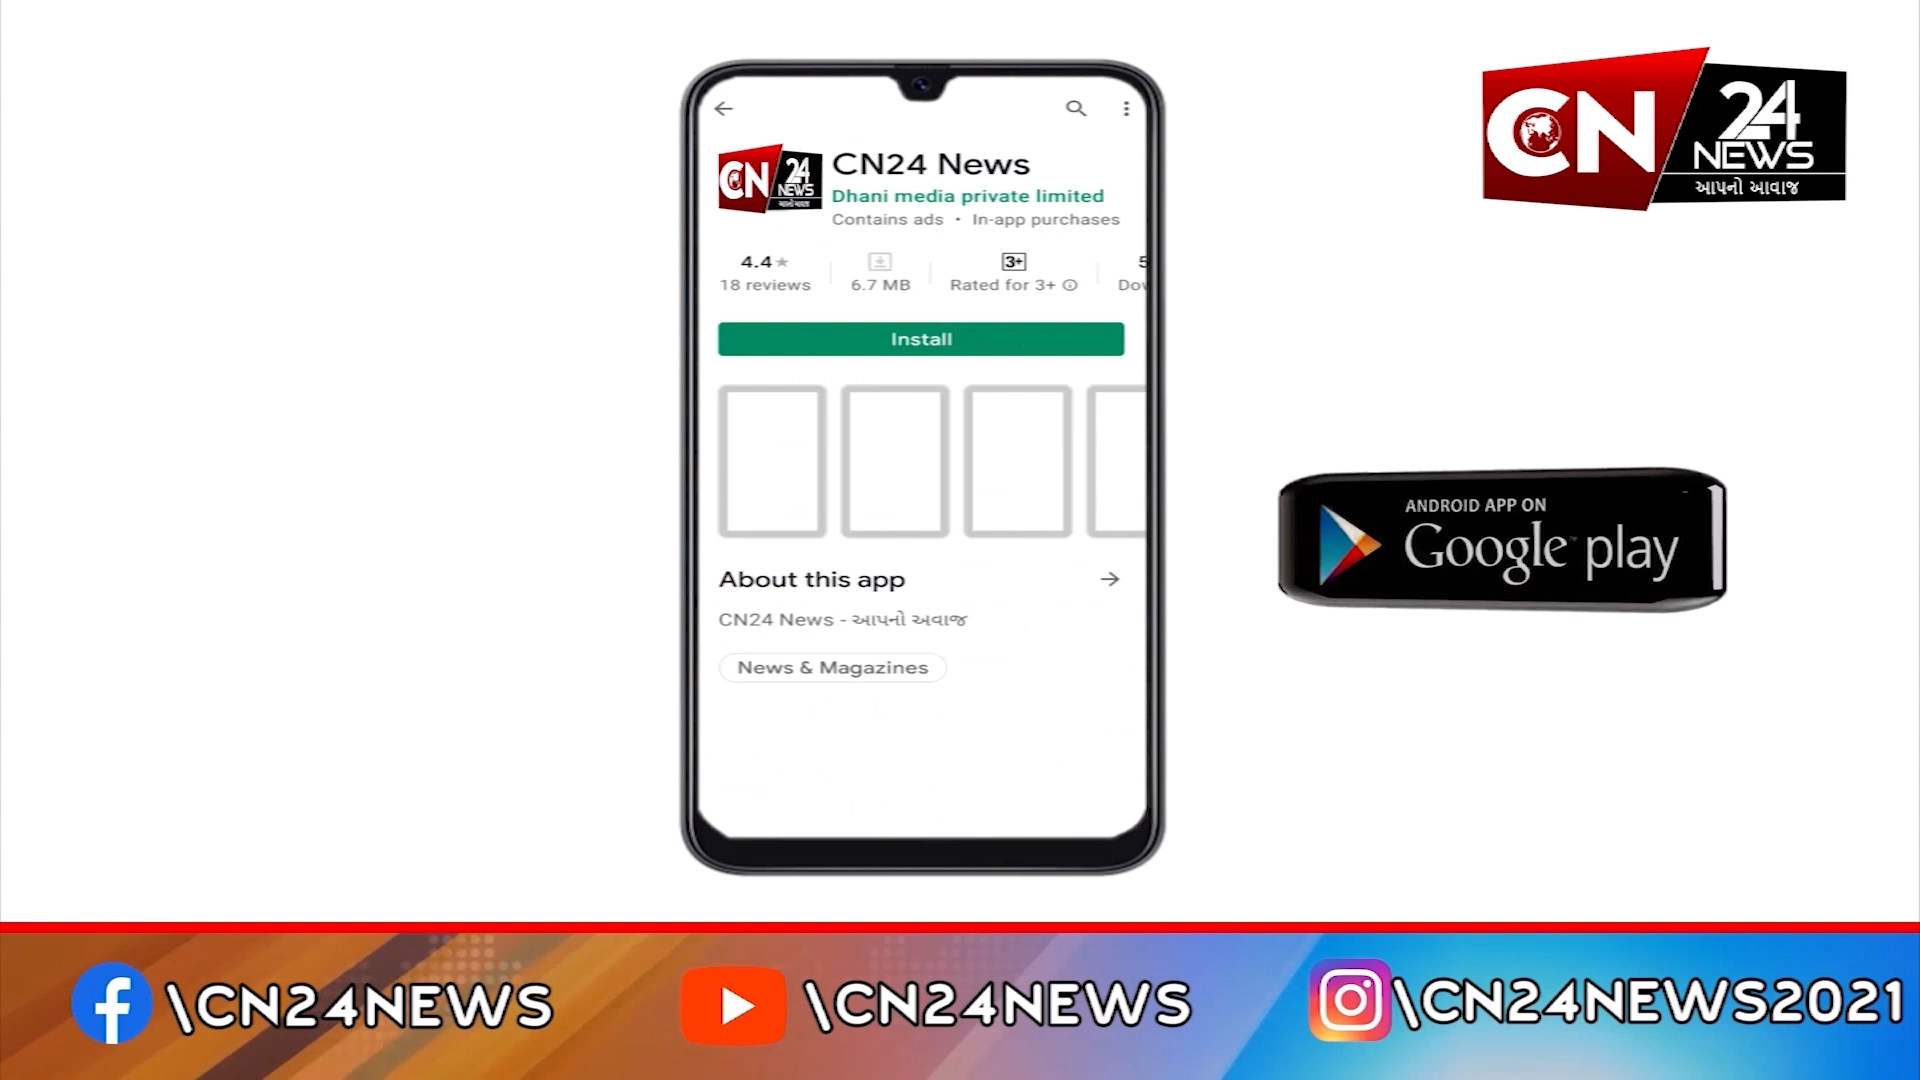 CN24 News
Dhani media private limited
Contains ads • In-app purchases
4.4★
3+
18 reviews
6.7 MB
Rated for 3+
Install
About this app
CN24 News - આપનો અવાજ
News & Magazines
CN 24 NEWS
આપનો આવાજ
ANDROID APP ON
Google play
\CN24NEWS
\CN24NEWS
\CN24NEWS2021